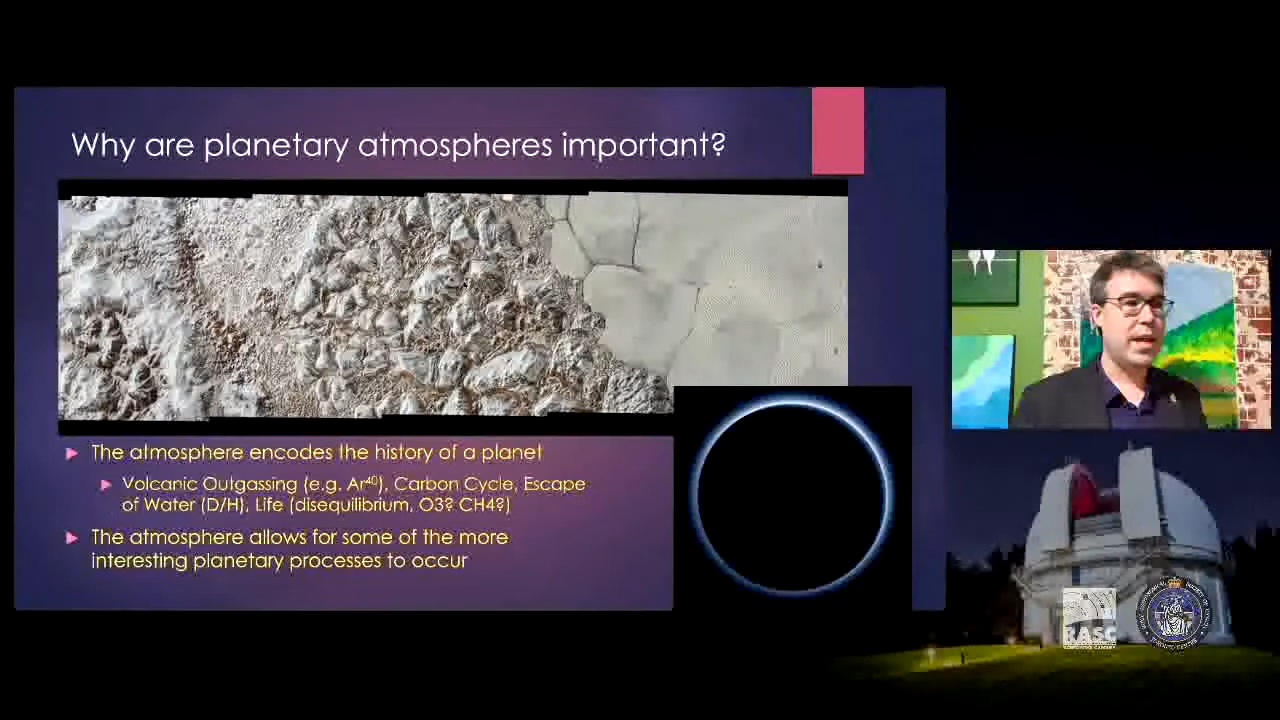 Why are planetary atmospheres important?
The atmosphere encodes the history of a planet
Volcanic Outgassing (e.g. Ar⁴⁰), Carbon Cycle, Escape
of Water (D/H), Life (disequilibrium, O3? CH4?)
The atmosphere allows for some of the more
interesting planetary processes to occur
RASC